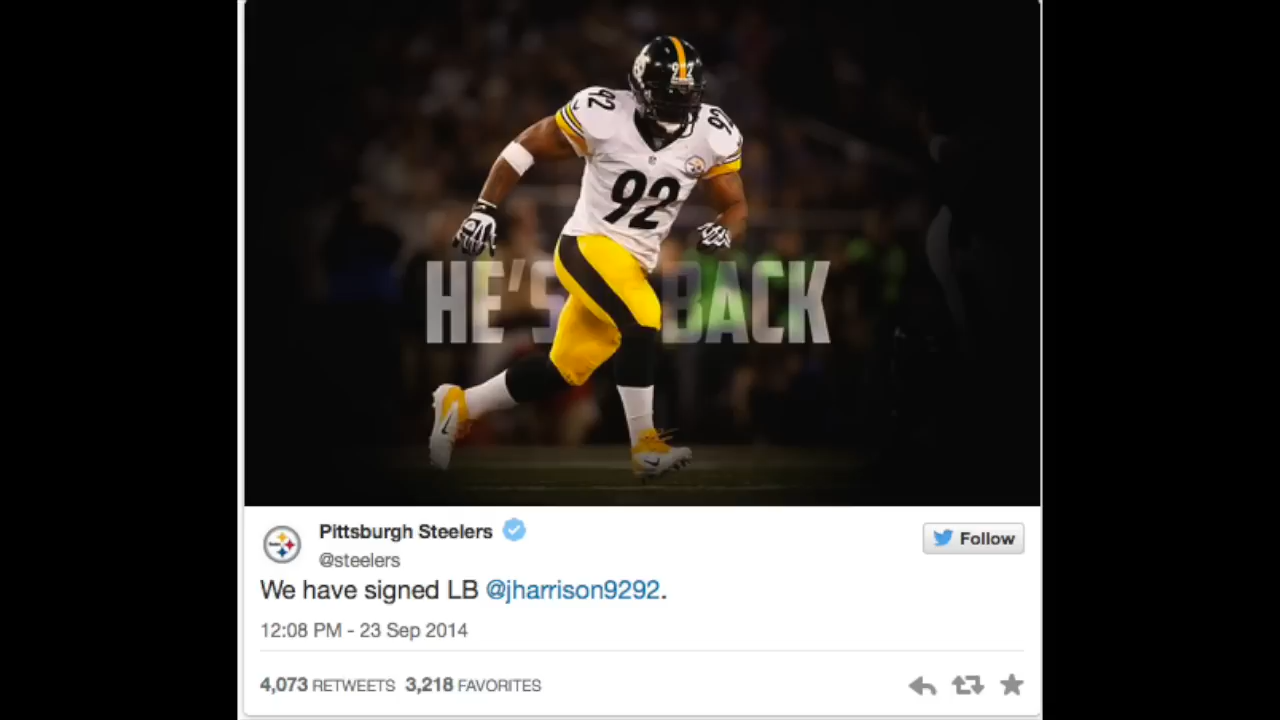 92
92
92
92
HE'S BACK
Pittsburgh Steelers
@steelers
Follow
We have signed LB @jharrison9292.
12:08 PM - 23 Sep 2014
4,073 RETWEETS 3,218 FAVORITES